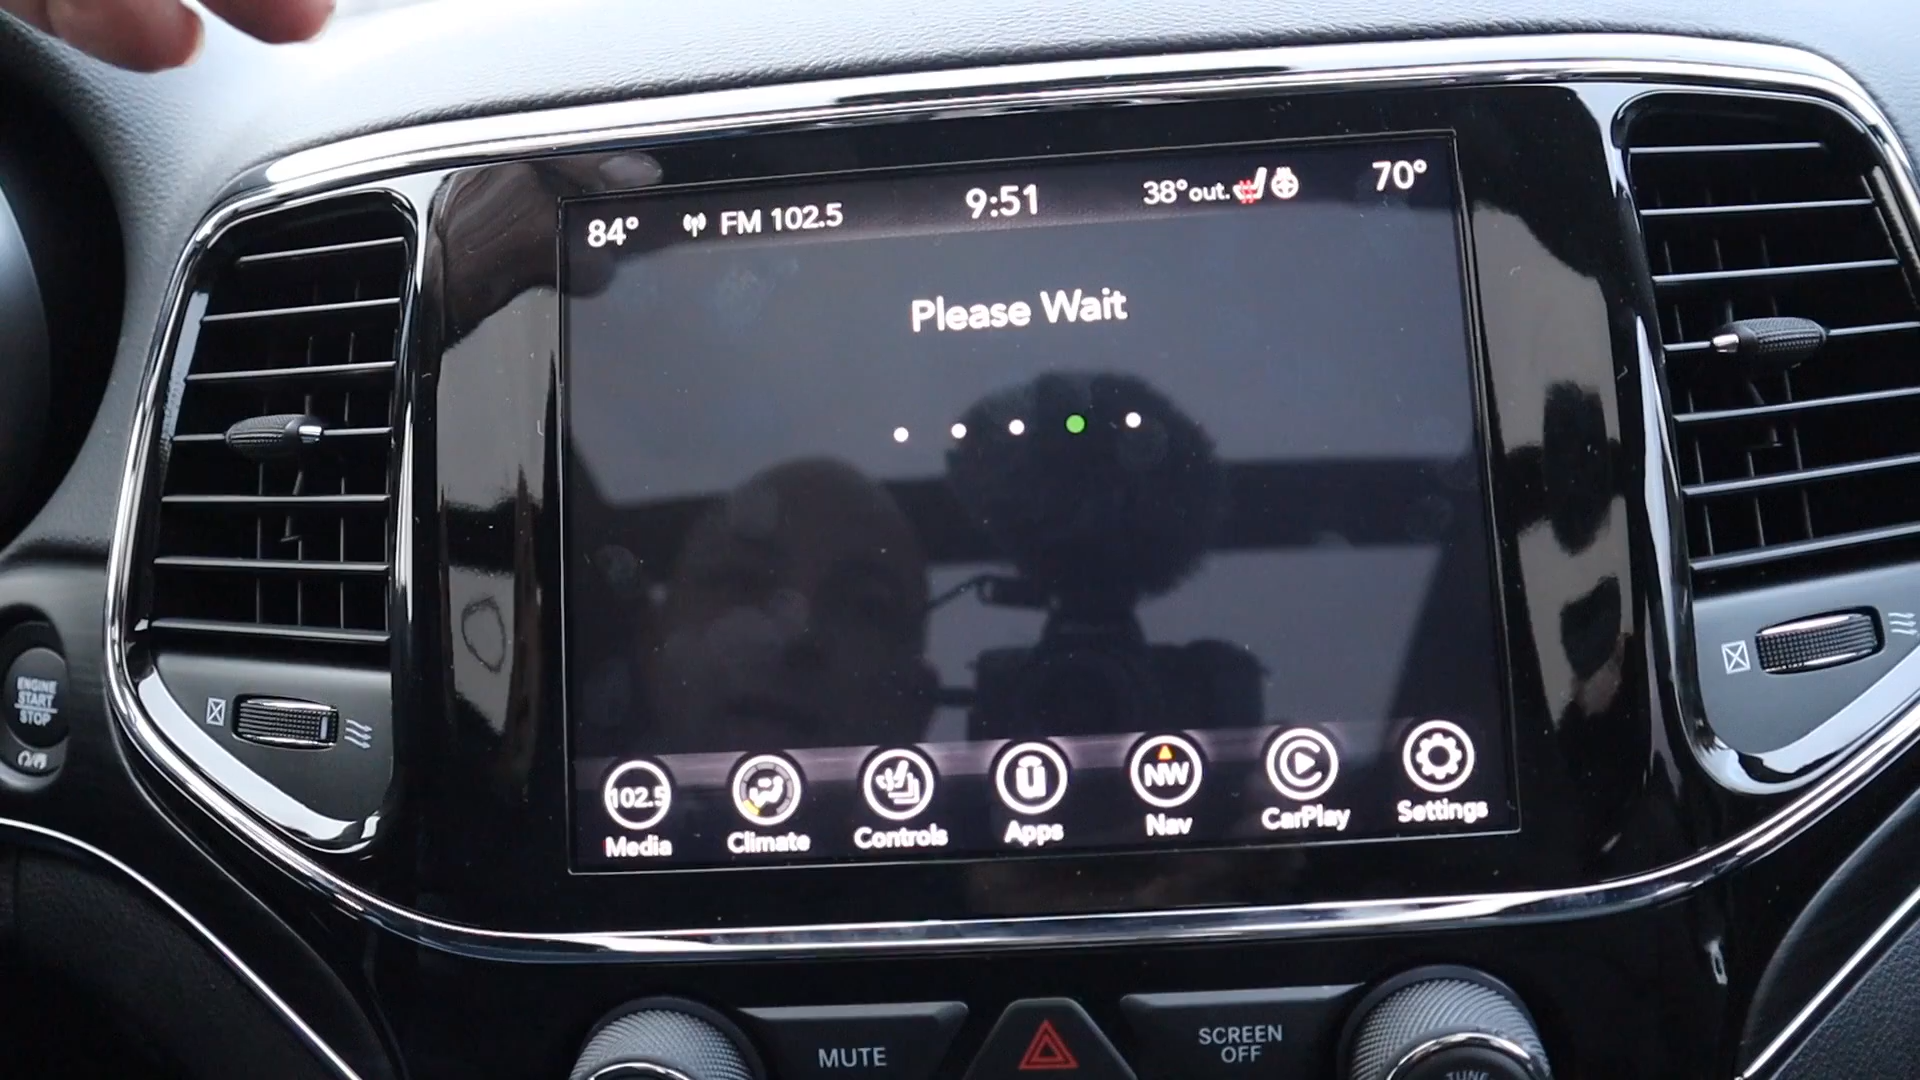 84° FM 102.5 9:51 38°out. 70°
Please Wait
102.5 NW
Media Climate Controls Apps Nav CarPlay Settings
ENGINE
START
STOP
MUTE
SCREEN
OFF
TUNE